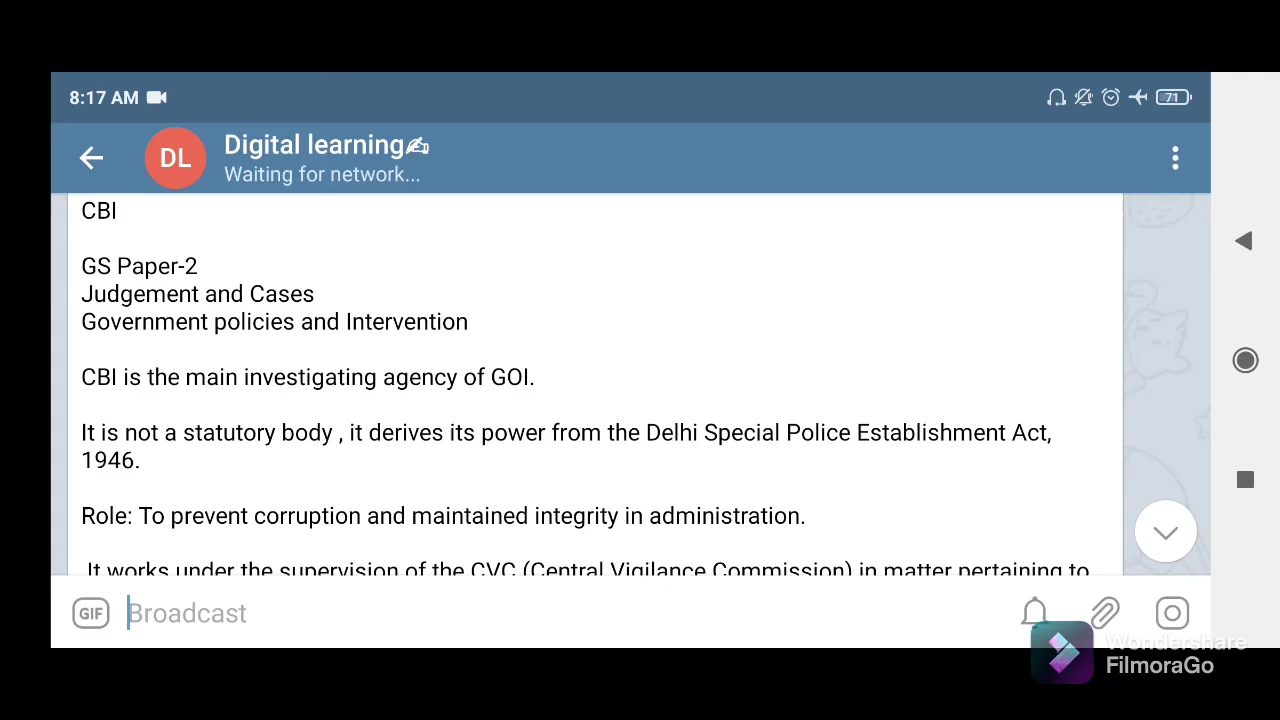 8:17 AM
71
DL
Digital learning✍
Waiting for network...
CBI
GS Paper-2
Judgement and Cases
Government policies and Intervention
CBI is the main investigating agency of GOI.
It is not a statutory body , it derives its power from the Delhi Special Police Establishment Act,
1946.
Role: To prevent corruption and maintained integrity in administration.
It works under the supervision of the CVC (Central Vigilance Commission) in matter pertaining to
GIF
Broadcast
Wondershare
FilmoraGo